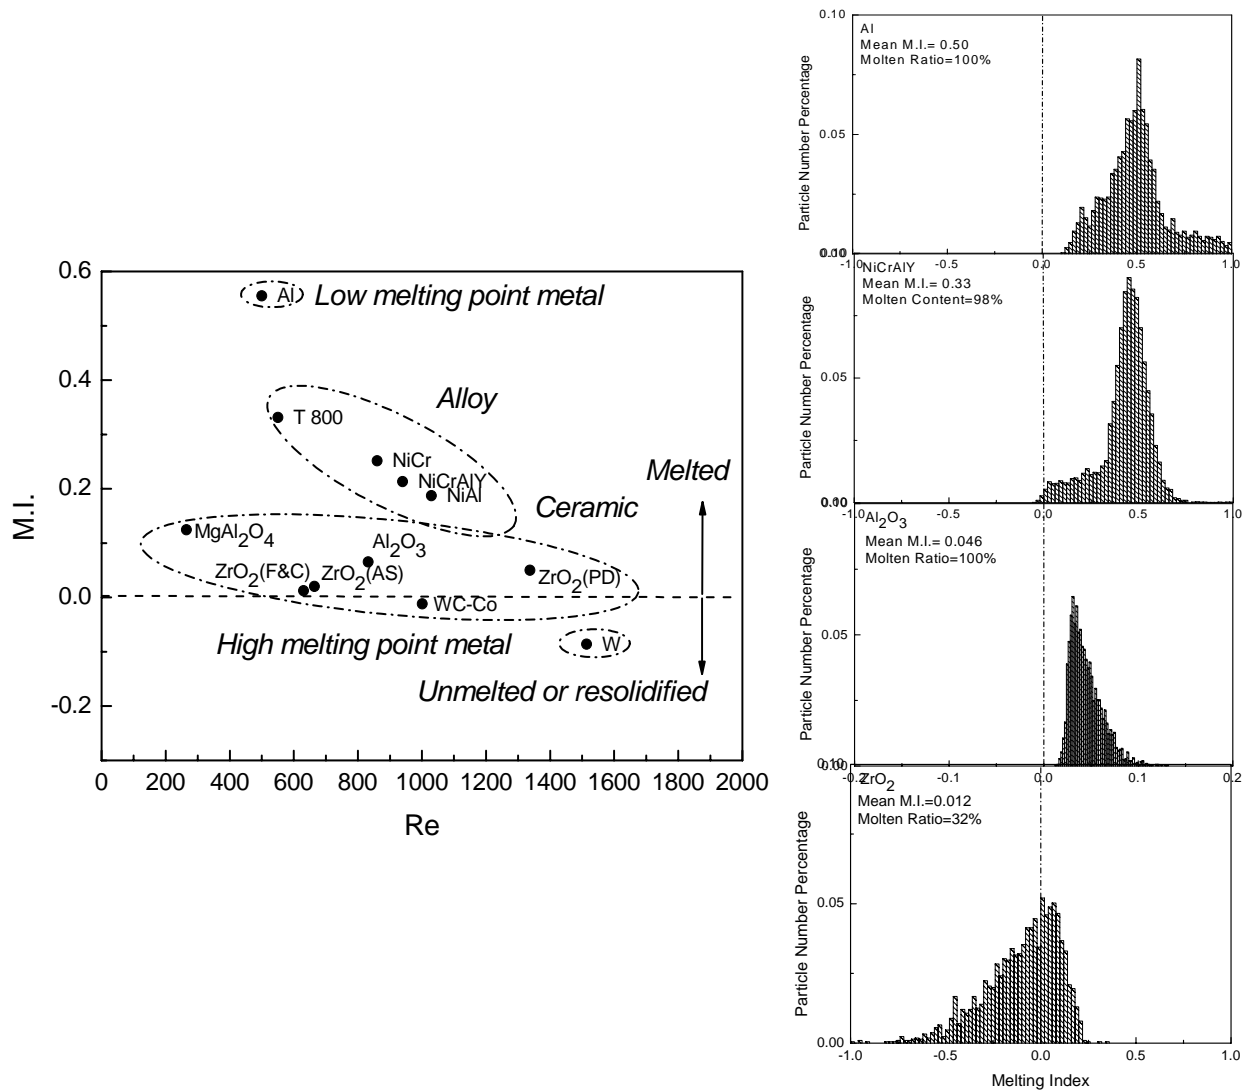 0.6
0.4
0.2
0.0
-0.2
M.I.
0 200 400 600 800 1000 1200 1400 1600 1800 2000
Re
Al Low melting point metal
Alloy
T 800
NiCr
NiCrAlY
NiAl
Melted
Ceramic
MgAl2O4
Al2O3
ZrO2(F&C) ZrO2(AS)
ZrO2(PD)
WC-Co
High melting point metal
W
Unmelted or resolidified
0.10
Al
Mean M.I.= 0.50
Molten Ratio=100%
Particle Number Percentage
0.05
0.00
-1.0 -0.5 0.0 0.5 1.0
0.10
NiCrAlY
Mean M.I.= 0.33
Molten Content=98%
Particle Number Percentage
0.05
0.00
-1.0 -0.5 0.0 0.5 1.0
0.10
Al2O3
Mean M.I.= 0.046
Molten Ratio=100%
Particle Number Percentage
0.05
0.00
-0.2 -0.1 0.0 0.1 0.2
0.10
ZrO2
Mean M.I.=0.012
Molten Ratio=32%
Particle Number Percentage
0.05
0.00
-1.0 -0.5 0.0 0.5 1.0
Melting Index